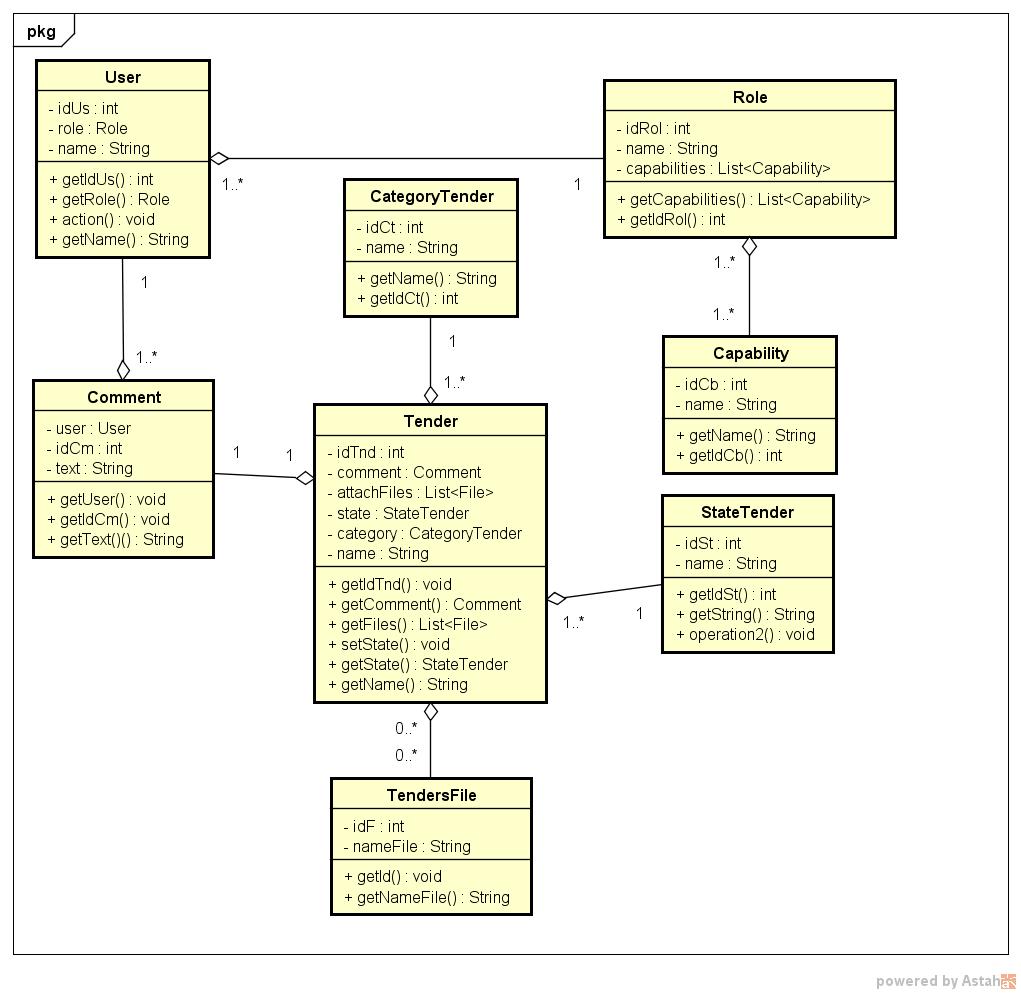 pkg
User
- idUs : int
- role : Role
- name : String
+ getIdUs() : int
+ getRole() : Role
+ action() : void
+ getName() : String
Role
- idRol : int
- name : String
- capabilities : List<Capability>
+ getCapabilities() : List<Capability>
+ getIdRol() : int
1..*
1
CategoryTender
- idCt : int
- name : String
+ getName() : String
+ getIdCt() : int
1
1..*
1..*
1..*
1
1..*
Capability
- idCb : int
- name : String
+ getName() : String
+ getIdCb() : int
Comment
- user : User
- idCm : int
- text : String
+ getUser() : void
+ getIdCm() : void
+ getText()() : String
1
1
Tender
- idTnd : int
- comment : Comment
- attachFiles : List<File>
- state : StateTender
- category : CategoryTender
- name : String
+ getIdTnd() : void
+ getComment() : Comment
+ getFiles() : List<File>
+ setState() : void
+ getState() : StateTender
+ getName() : String
StateTender
- idSt : int
- name : String
+ getIdSt() : int
+ getString() : String
+ operation2() : void
1..*
1
0..*
0..*
TendersFile
- idF : int
- nameFile : String
+ getId() : void
+ getNameFile() : String
powered by Astah